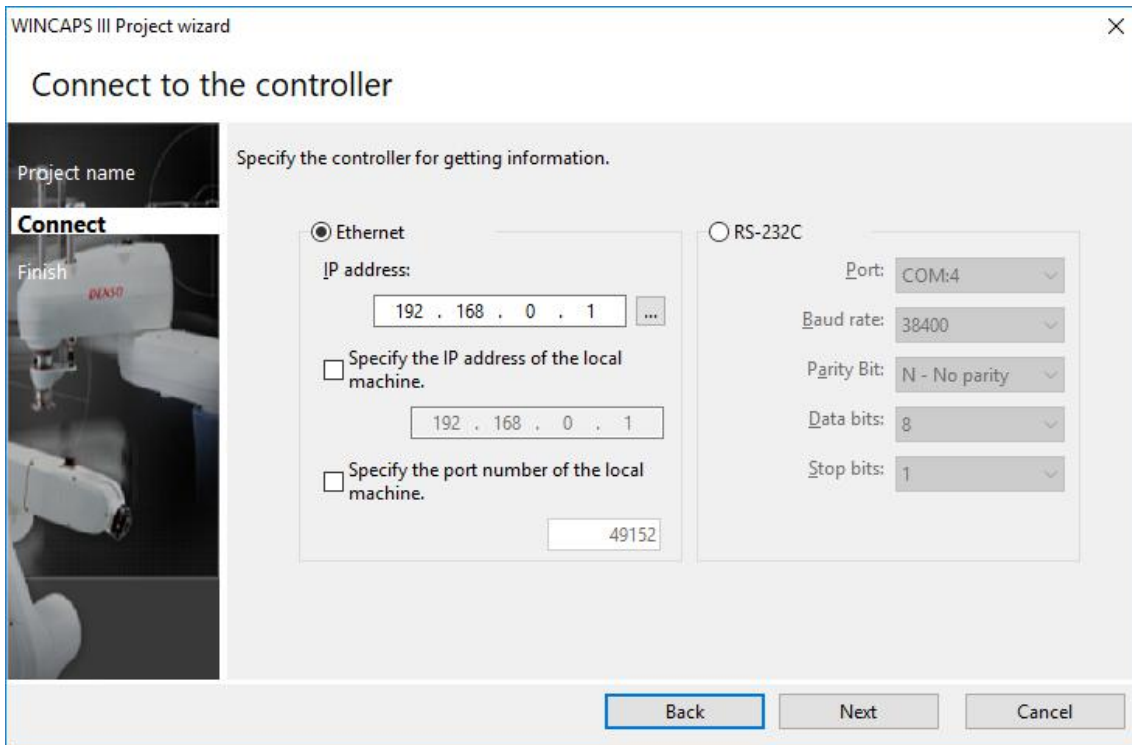 WINCAPS III Project wizard
Connect to the controller
Project name
Connect
Finish
DENSO
Specify the controller for getting information.
Ethernet
IP address:
192 . 168 . 0 . 1
...
Specify the IP address of the local
machine.
192 . 168 . 0 . 1
Specify the port number of the local
machine.
49152
RS-232C
Port: COM:4
Baud rate: 38400
Parity Bit: N - No parity
Data bits: 8
Stop bits: 1
Back Next Cancel